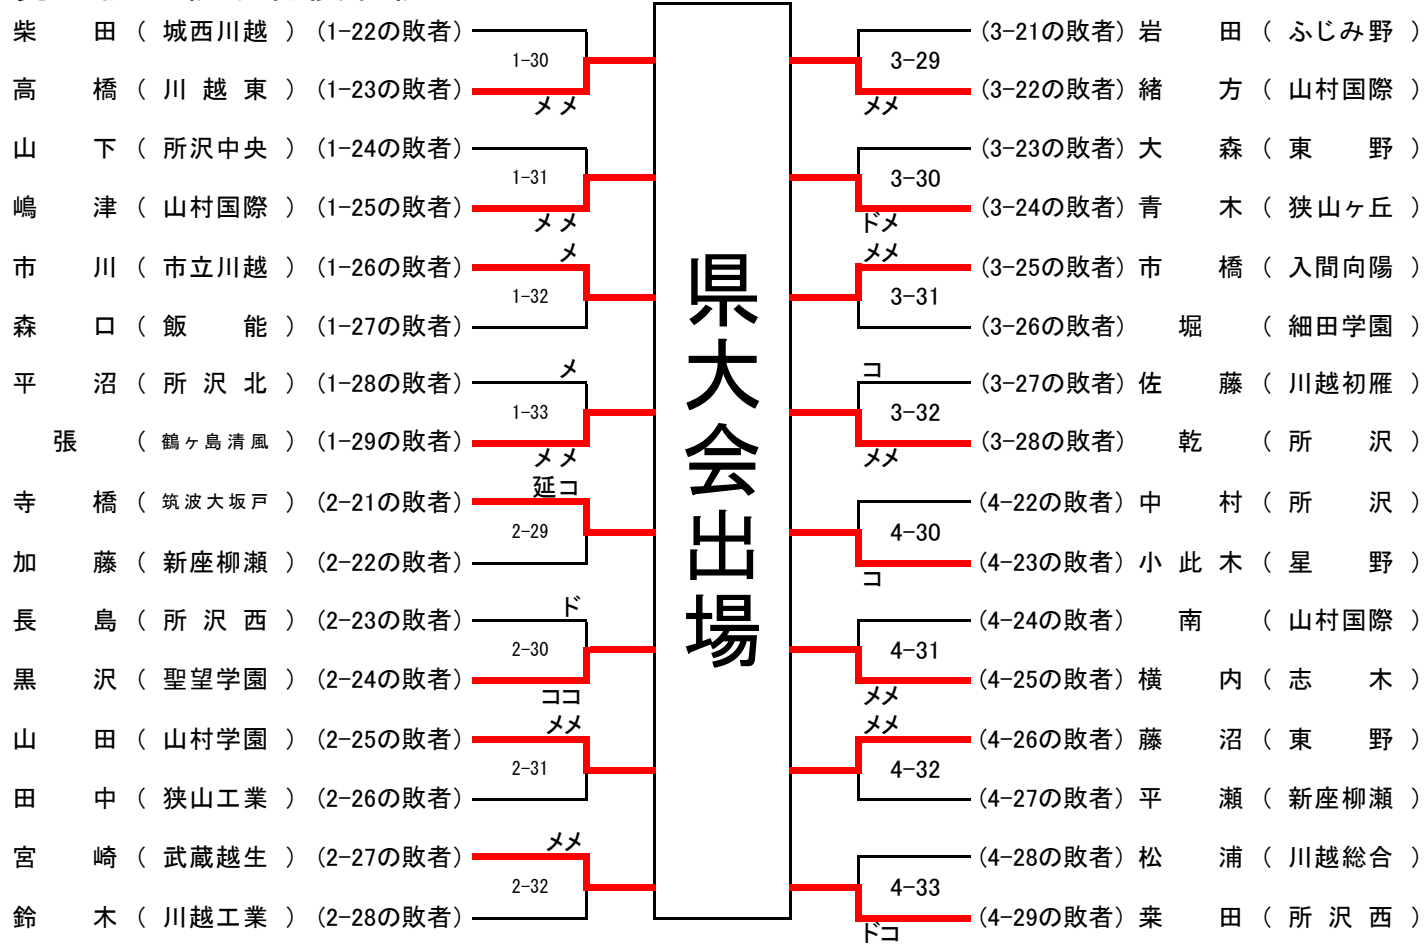 柴 田 ( 城西川越 ) (1-22の敗者)
1-30
高 橋 ( 川 越 東 ) (1-23の敗者)
メメ
山 下 ( 所沢中央 ) (1-24の敗者)
1-31
嶋 津 ( 山村国際 ) (1-25の敗者)
メメ
メ
市 川 ( 市立川越 ) (1-26の敗者)
1-32
森 口 ( 飯 能 ) (1-27の敗者)
メ
平 沼 ( 所 沢 北 ) (1-28の敗者)
1-33
張 ( 鶴ヶ島清風 ) (1-29の敗者)
メメ
延コ
寺 橋 ( 筑波大坂戸 ) (2-21の敗者)
2-29
加 藤 ( 新座柳瀬 ) (2-22の敗者)
ド
長 島 ( 所 沢 西 ) (2-23の敗者)
2-30
黒 沢 ( 聖望学園 ) (2-24の敗者)
ココ
メメ
山 田 ( 山村学園 ) (2-25の敗者)
2-31
田 中 ( 狭山工業 ) (2-26の敗者)
メメ
宮 崎 ( 武蔵越生 ) (2-27の敗者)
2-32
鈴 木 ( 川越工業 ) (2-28の敗者)
県大会出場
(3-21の敗者) 岩 田 ( ふじみ野 )
3-29
(3-22の敗者) 緒 方 ( 山村国際 )
メメ
(3-23の敗者) 大 森 ( 東 野 )
3-30
(3-24の敗者) 青 木 ( 狭山ヶ丘 )
ドメ
メメ
(3-25の敗者) 市 橋 ( 入間向陽 )
3-31
(3-26の敗者) 堀 ( 細田学園 )
コ
(3-27の敗者) 佐 藤 ( 川越初雁 )
3-32
(3-28の敗者) 乾 ( 所 沢 )
メメ
(4-22の敗者) 中 村 ( 所 沢 )
4-30
(4-23の敗者) 小 此 木 ( 星 野 )
コ
(4-24の敗者) 南 ( 山村国際 )
4-31
(4-25の敗者) 横 内 ( 志 木 )
メメ
メメ
(4-26の敗者) 藤 沼 ( 東 野 )
4-32
(4-27の敗者) 平 瀬 ( 新座柳瀬 )
(4-28の敗者) 松 浦 ( 川越総合 )
4-33
(4-29の敗者) 桒 田 ( 所 沢 西 )
ドコ